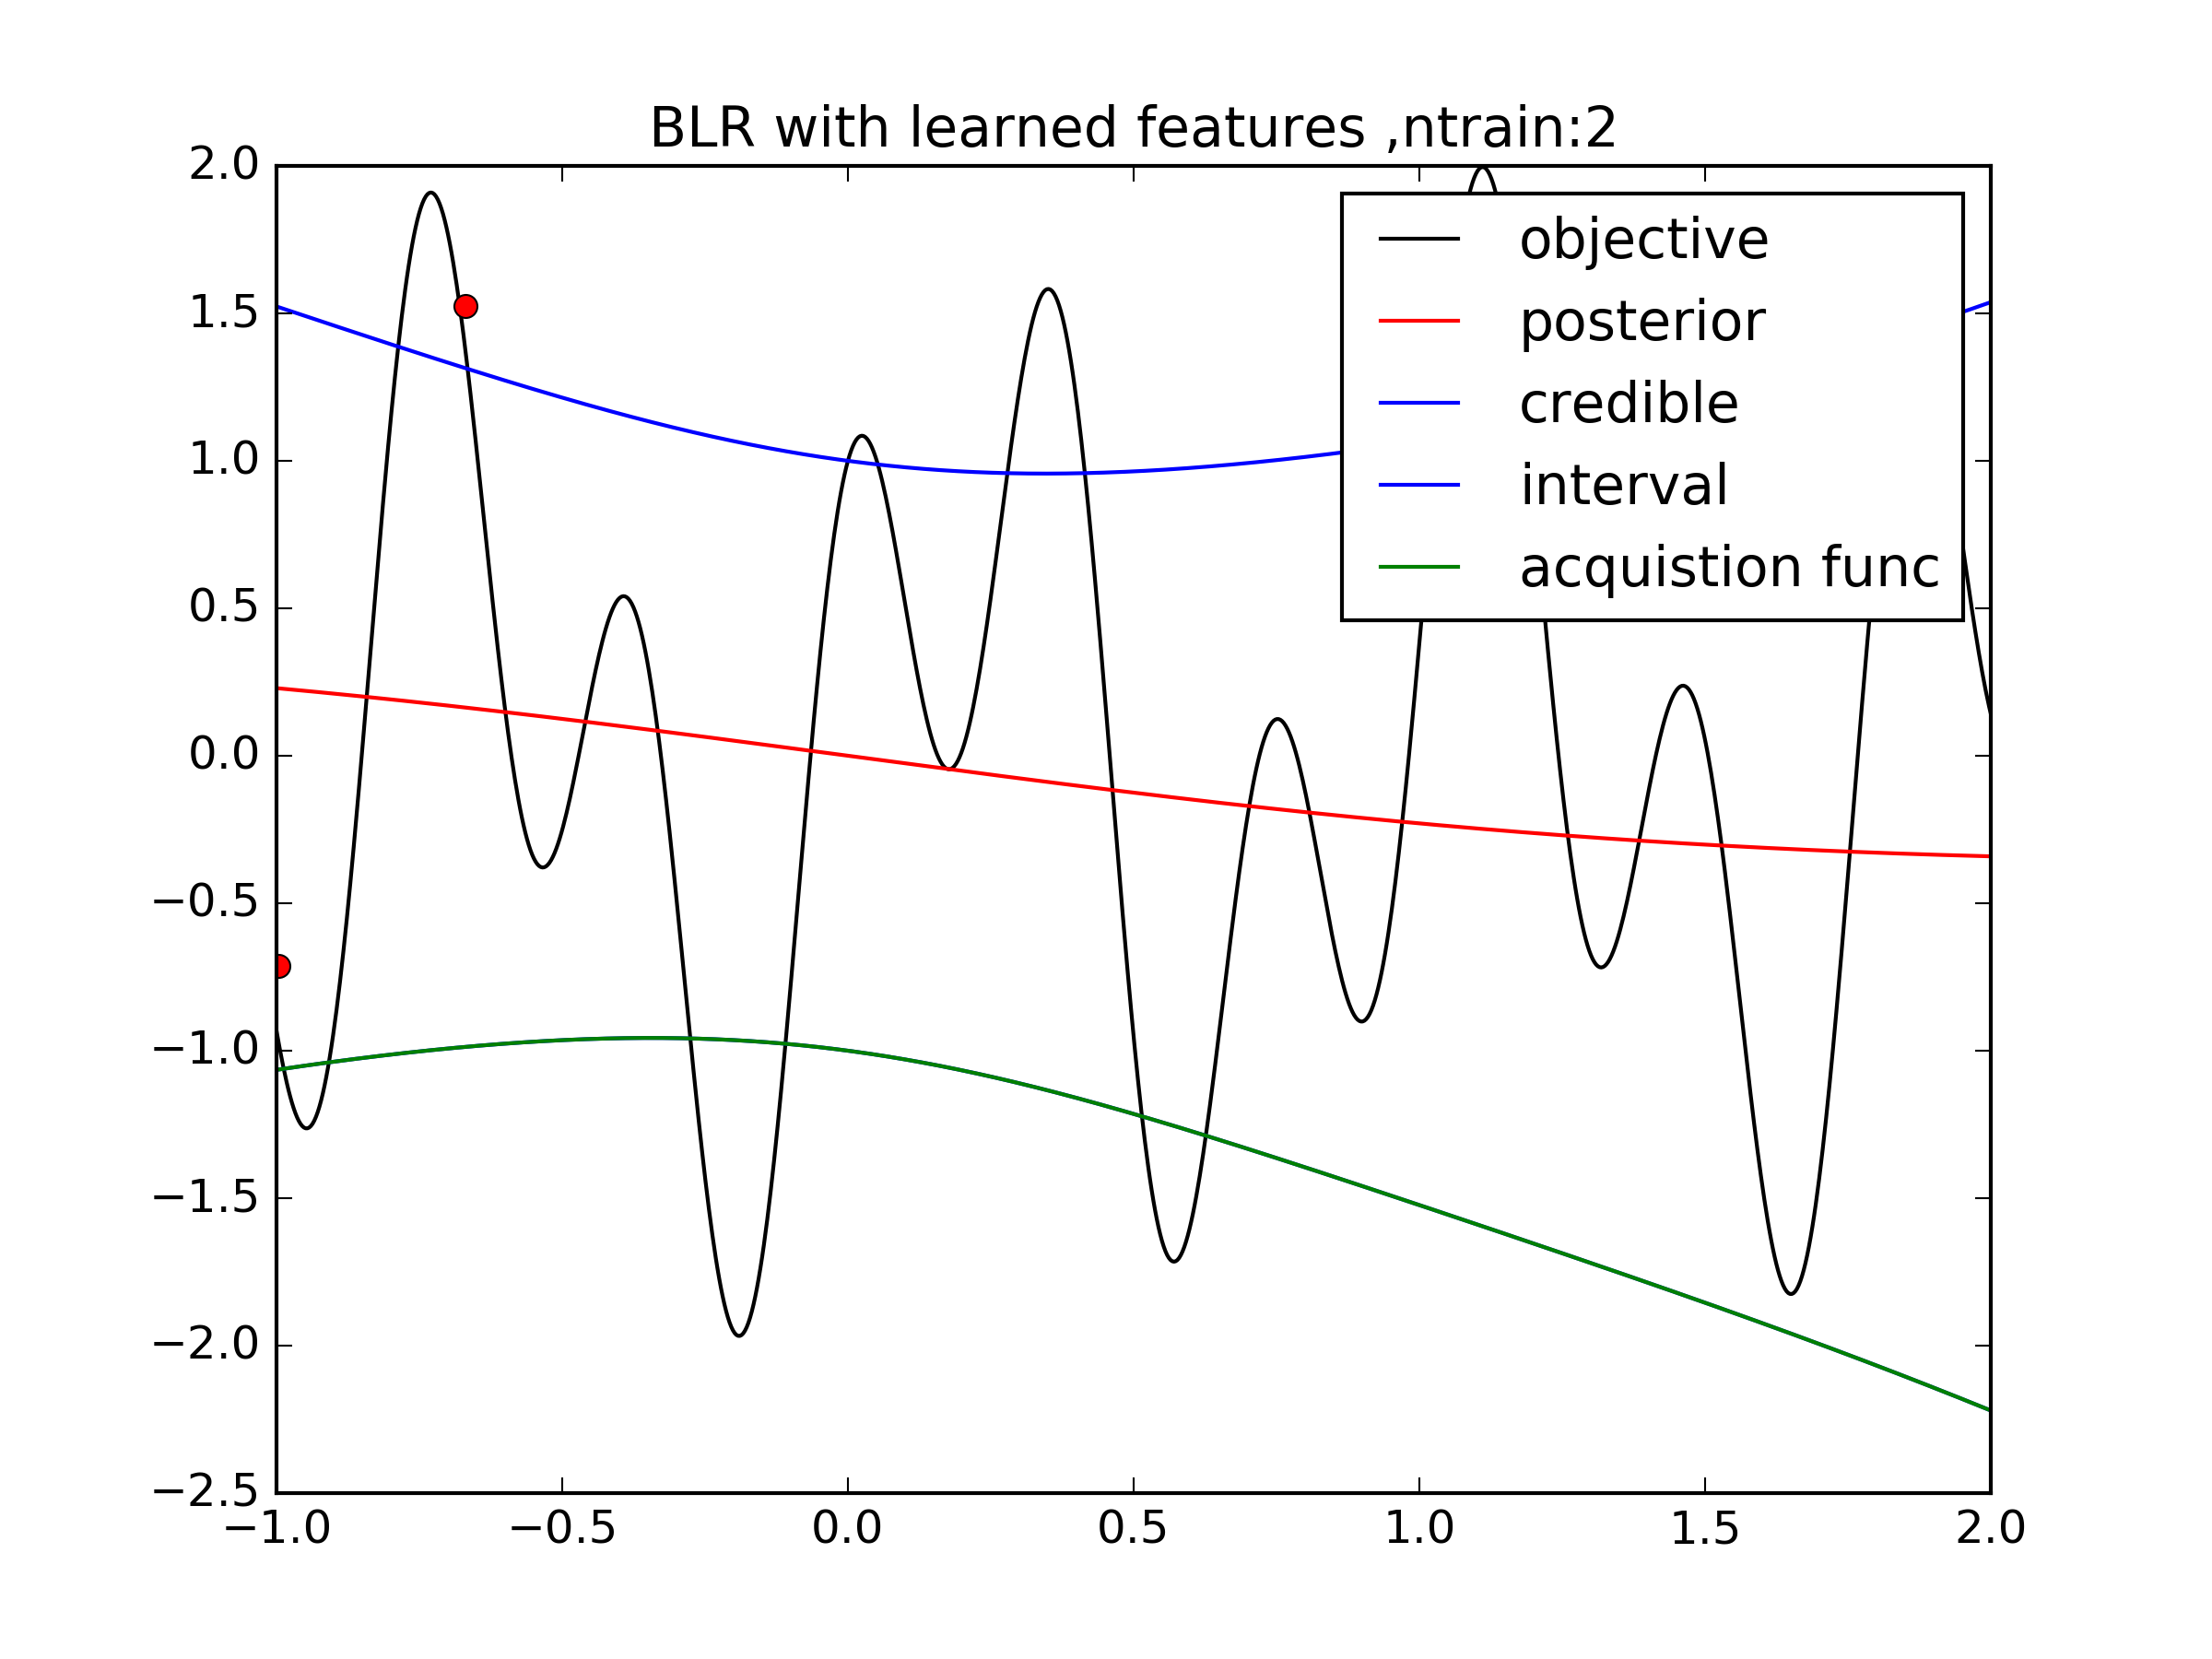 BLR with learned features ,ntrain:2
2.0
1.5
1.0
0.5
0.0
−0.5
−1.0
−1.5
−2.0
−2.5
objective
posterior
credible
interval
acquistion func
−1.0 −0.5 0.0 0.5 1.0 1.5 2.0